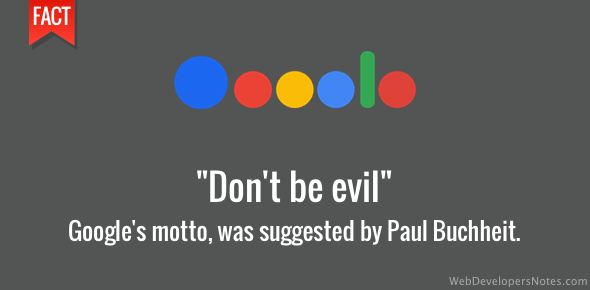 FACT
"Don't be evil"
Google's motto, was suggested by Paul Buchheit.
WebDevelopersNotes.com